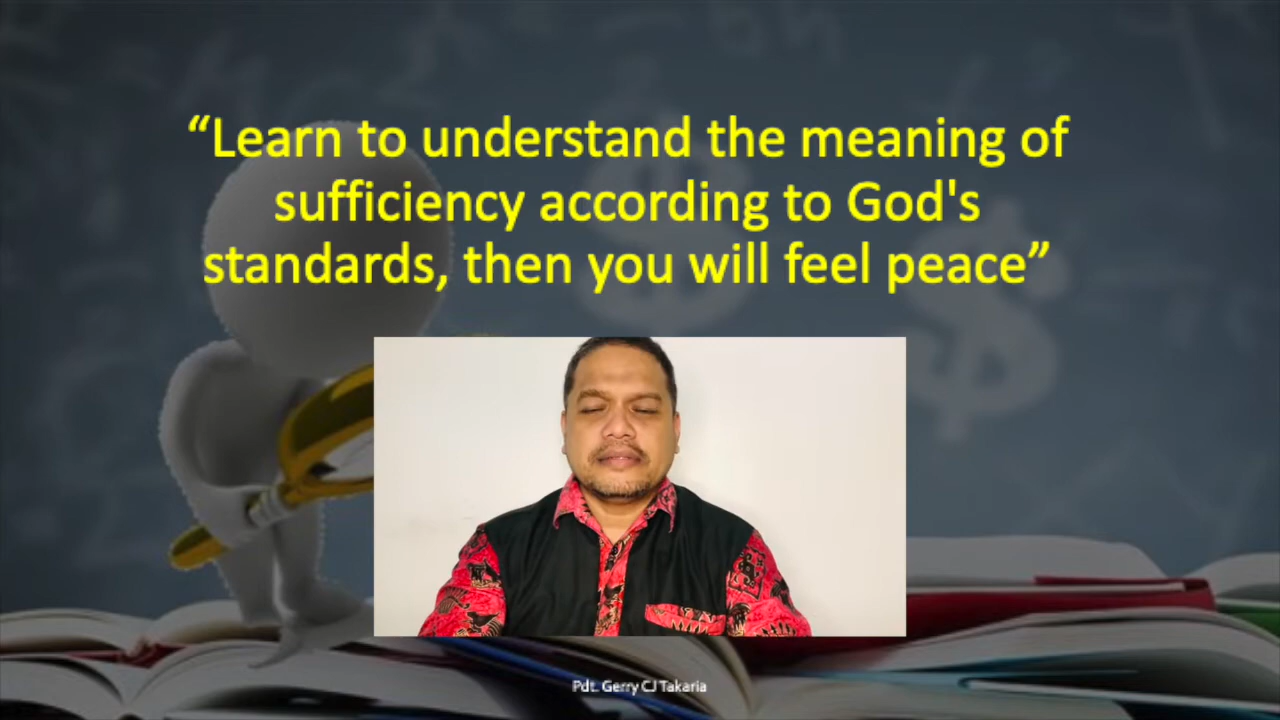 “Learn to understand the meaning of
sufficiency according to God's
standards, then you will feel peace”
Pdt. Gerry CJ Takaria